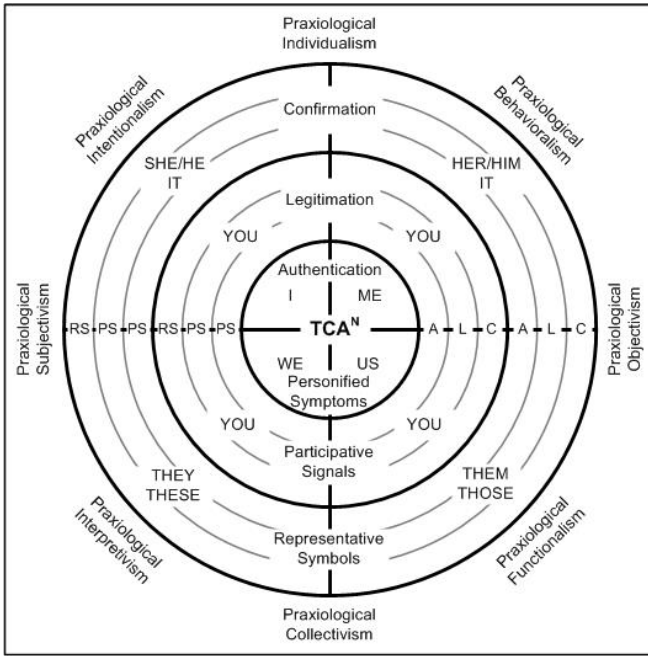 Praxiological
Individualism
Praxiological
Intentionalism
Praxiological
Behavioralism
Confirmation
SHE/HE
IT
HER/HIM
IT
Legitimation
YOU
YOU
Authentication
I
ME
Praxiological
Subjectivism
RS PS PS RS PS PS
TCAᴺ
A L C A L C
Praxiological
Objectivism
WE
US
Personified
Symptoms
YOU
YOU
Participative
Signals
THEY
THESE
THEM
THOSE
Representative
Symbols
Praxiological
Interpretivism
Praxiological
Functionalism
Praxiological
Collectivism